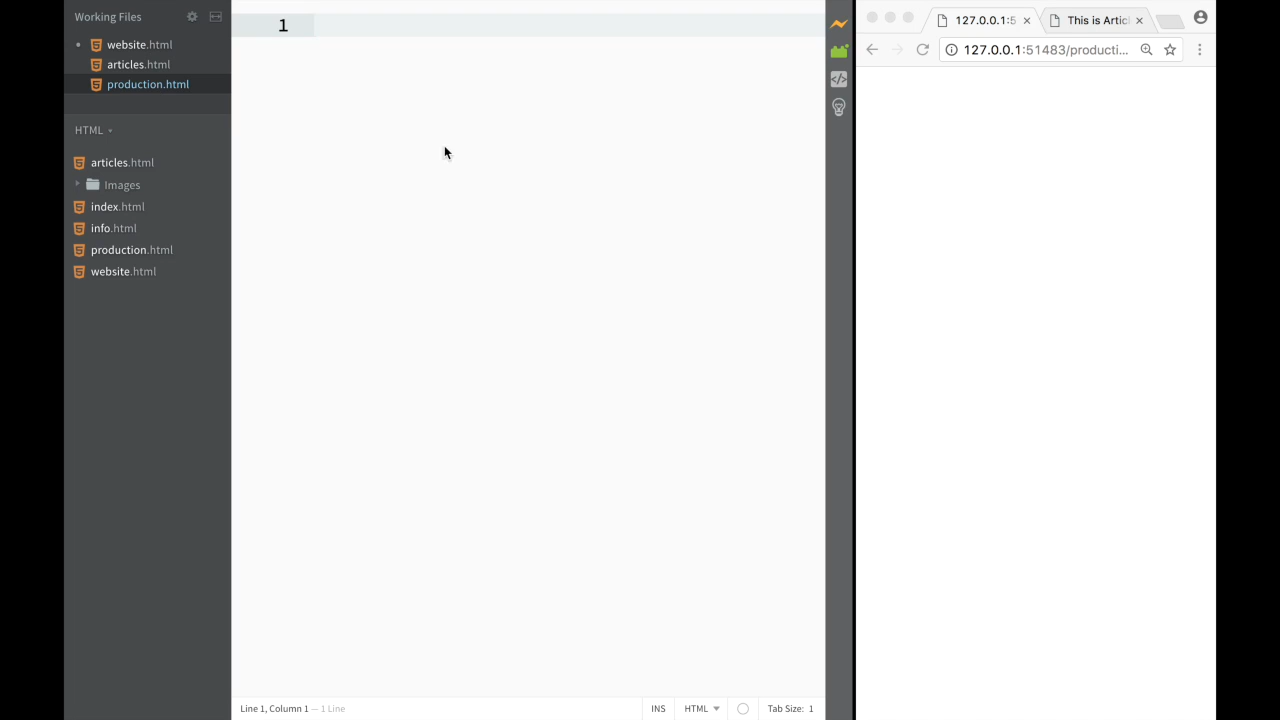 Working Files
website.html
articles.html
production.html
HTML
articles.html
Images
index.html
info.html
production.html
website.html
1
Line 1, Column 1 — 1 Line
INS
HTML
Tab Size: 1
127.0.0.1:5
This is Artic
127.0.0.1:51483/producti...